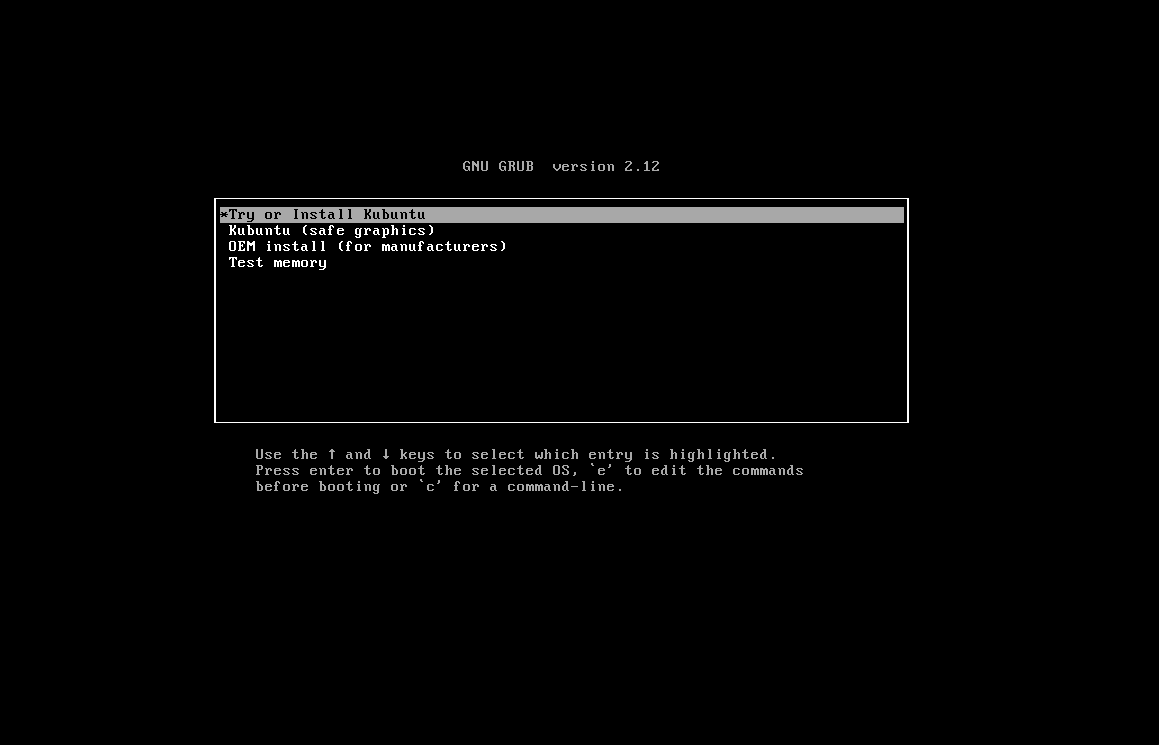 GNU GRUB  version 2.12
*Try or Install Kubuntu
Kubuntu (safe graphics)
OEM install (for manufacturers)
Test memory
Use the ↑ and ↓ keys to select which entry is highlighted.
Press enter to boot the selected OS, `e' to edit the commands
before booting or `c' for a command-line.